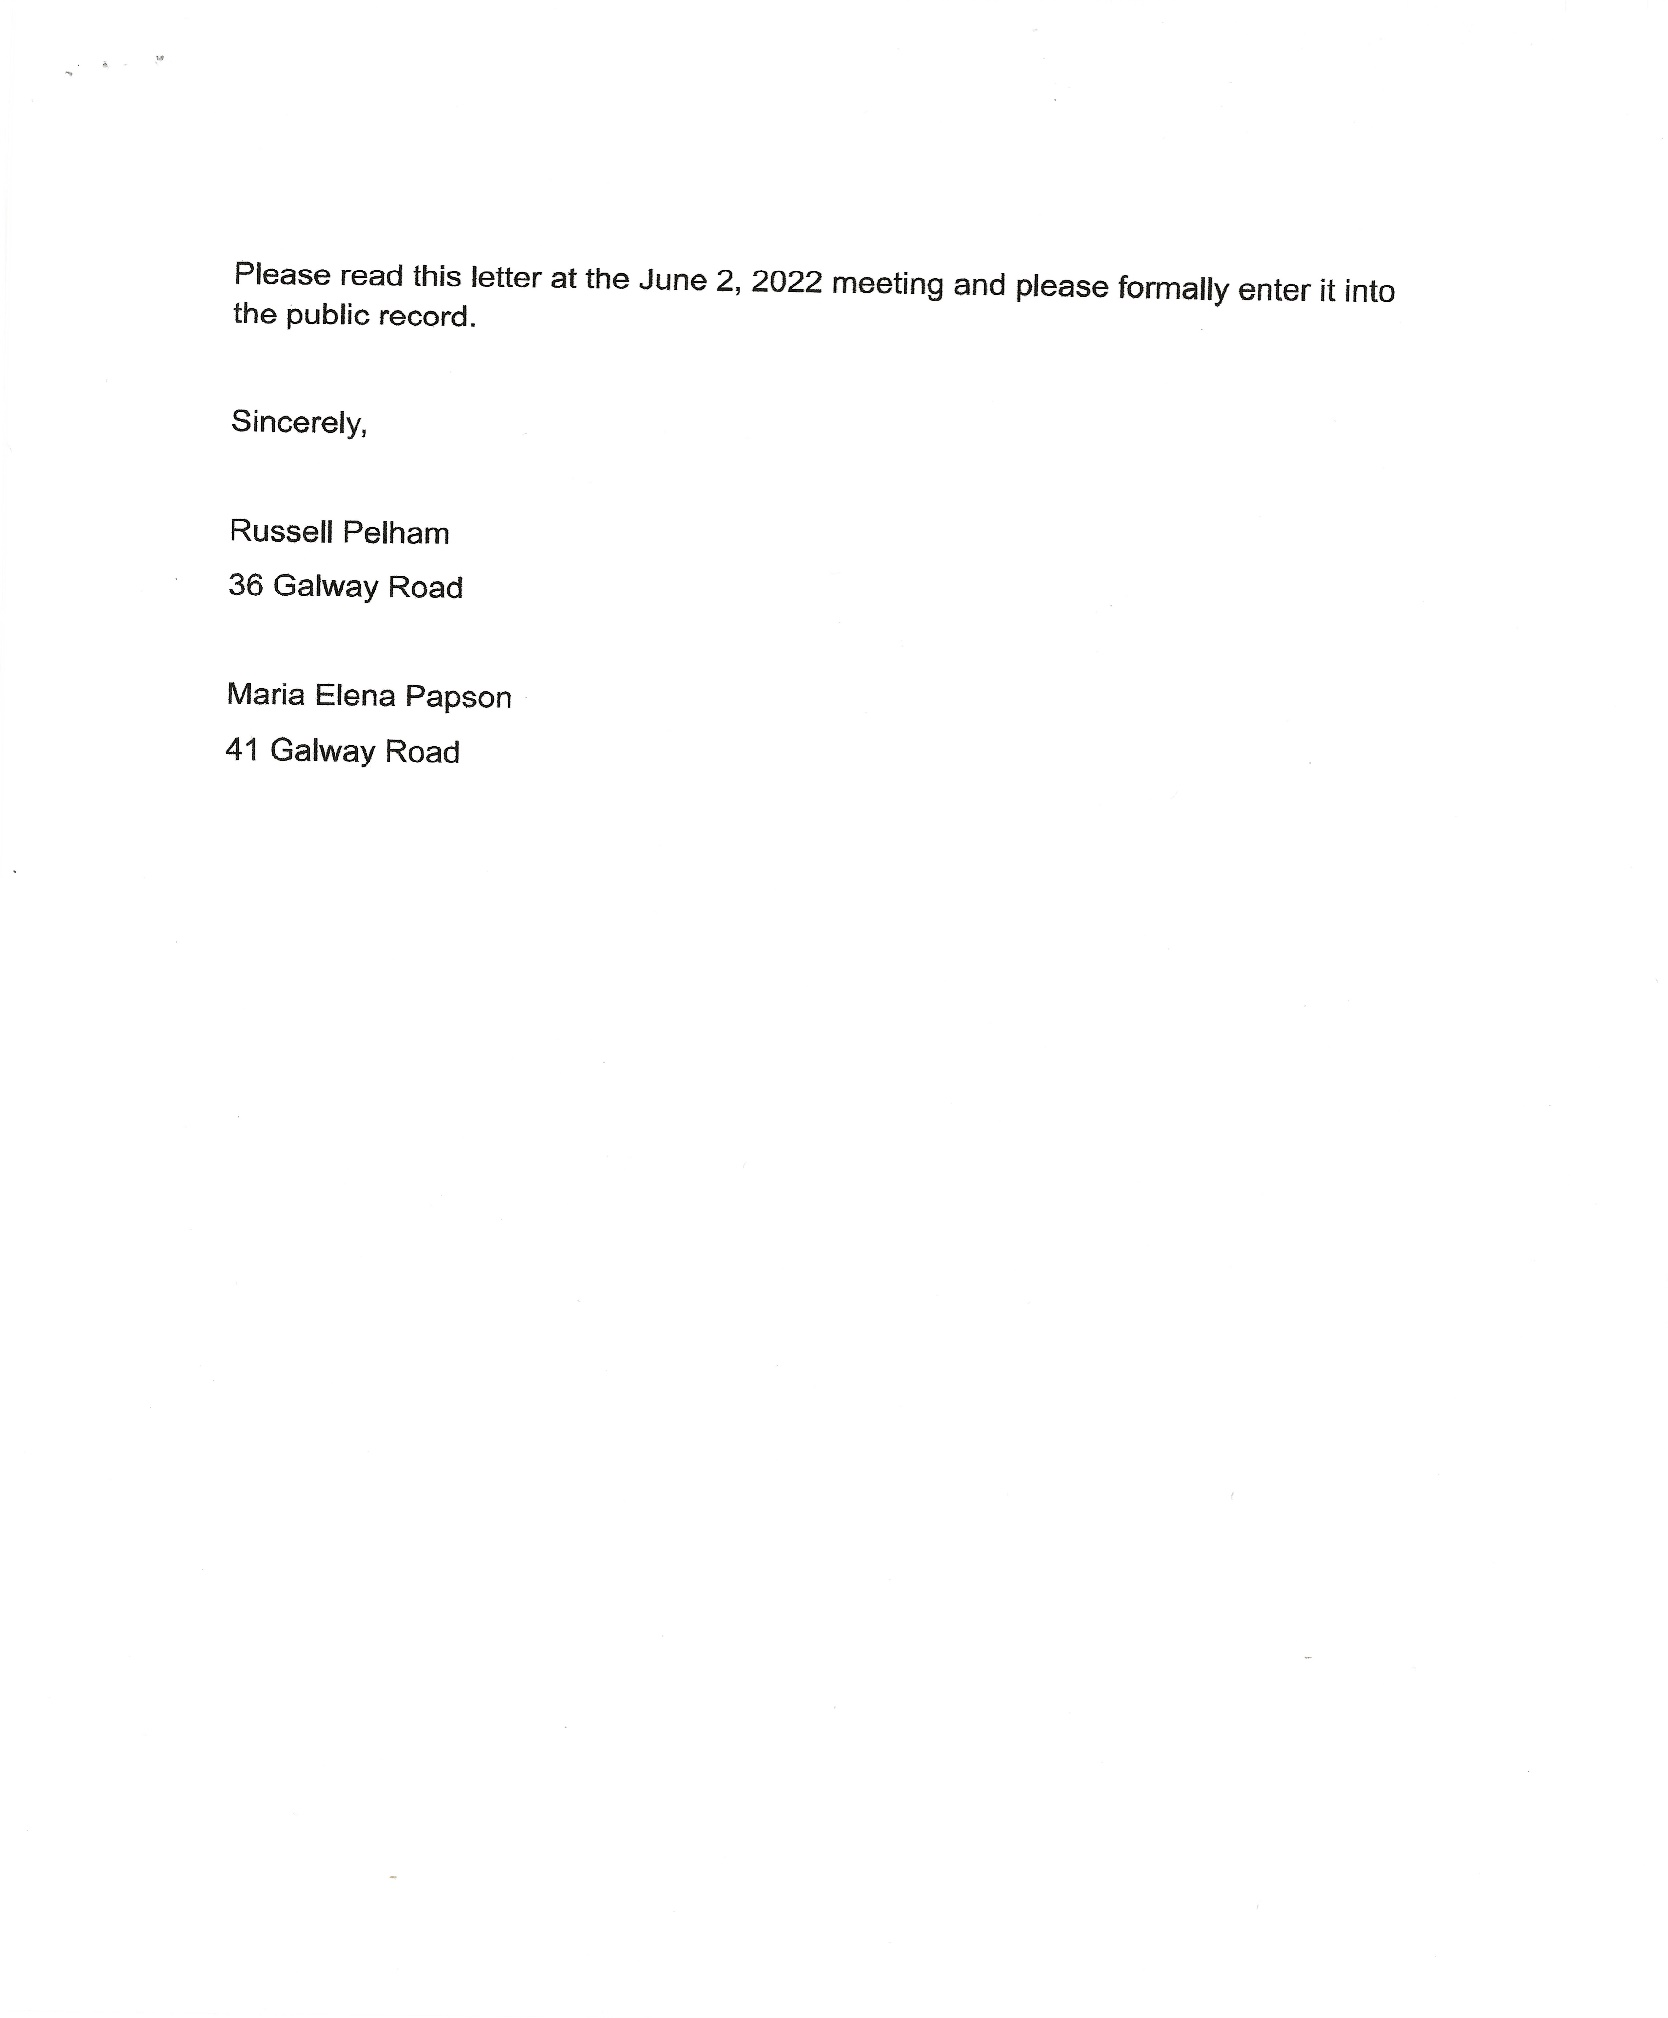 Please read this letter at the June 2, 2022 meeting and please formally enter it into
the public record.
Sincerely,
Russell Pelham
36 Galway Road
Maria Elena Papson
41 Galway Road